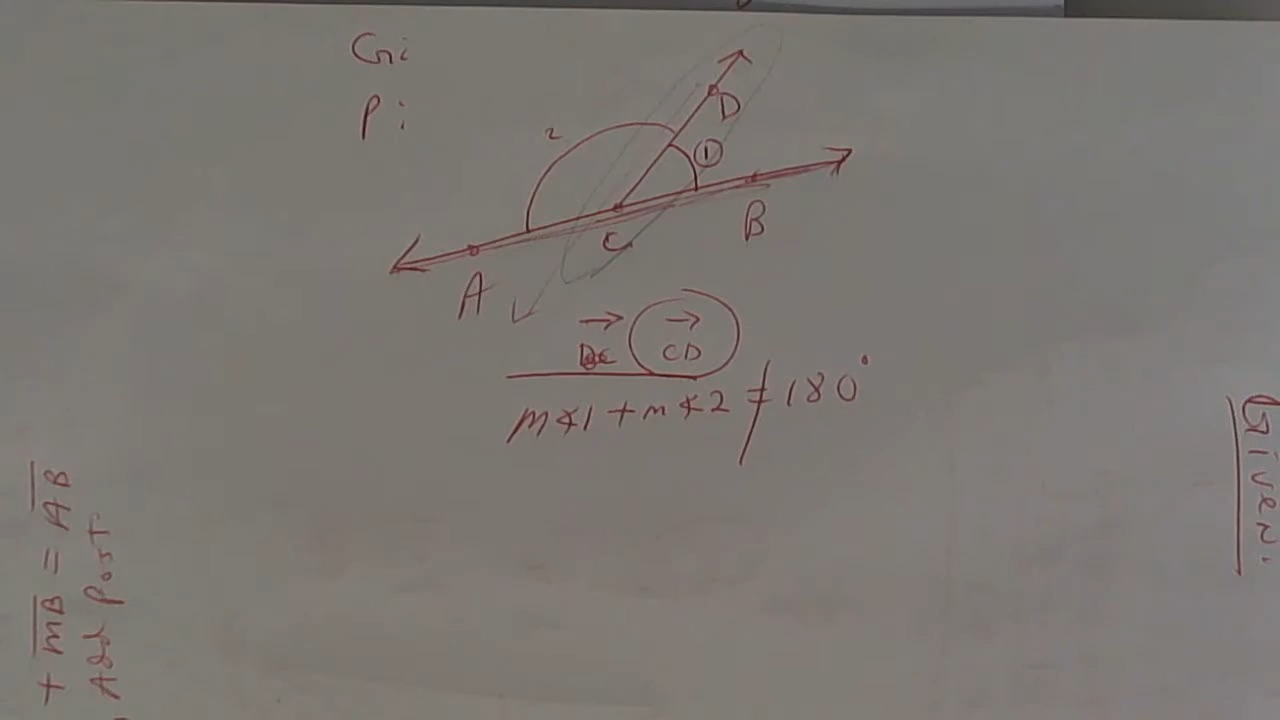 Gi
P:
D
2
1
B
C
A
CD
m∡1 + m∡2 ≠ 180°
Given:
+ mB = AB
Add Post.